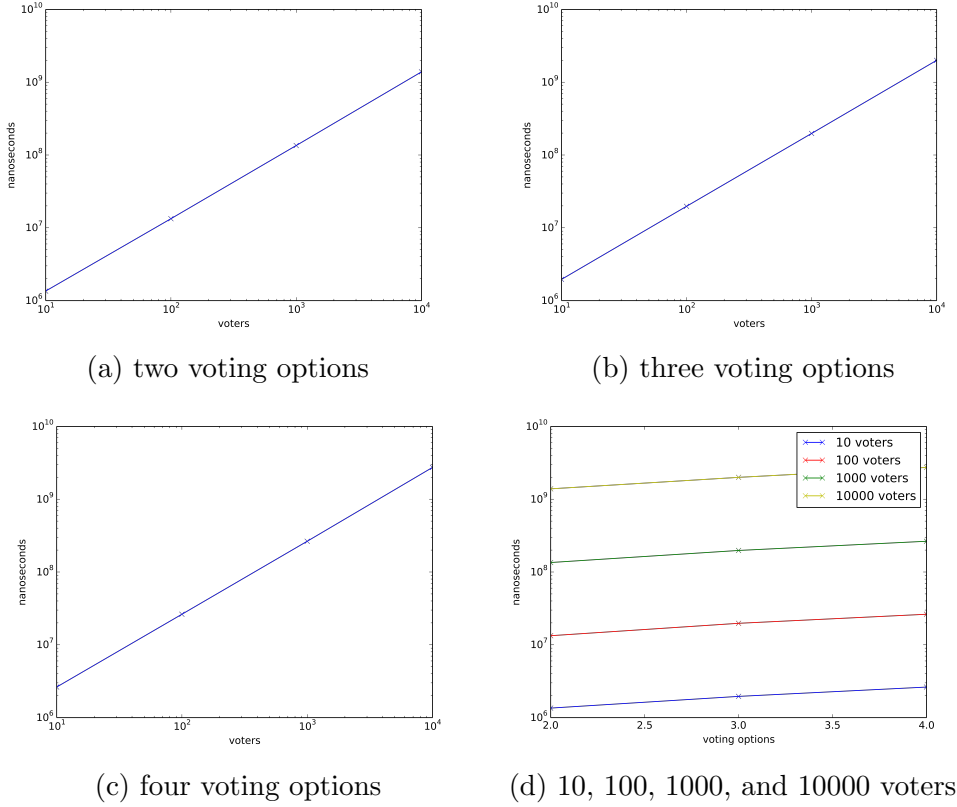 10^10
10^9
10^8
10^7
10^6
nanoseconds
10^1 10^2 10^3 10^4
voters
(a) two voting options
10^10
10^9
10^8
10^7
10^6
nanoseconds
10^1 10^2 10^3 10^4
voters
(b) three voting options
10^10
10^9
10^8
10^7
10^6
nanoseconds
10^1 10^2 10^3 10^4
voters
(c) four voting options
10^10
10^9
10^8
10^7
10^6
nanoseconds
10 voters
100 voters
1000 voters
10000 voters
2.0 2.5 3.0 3.5 4.0
voting options
(d) 10, 100, 1000, and 10000 voters